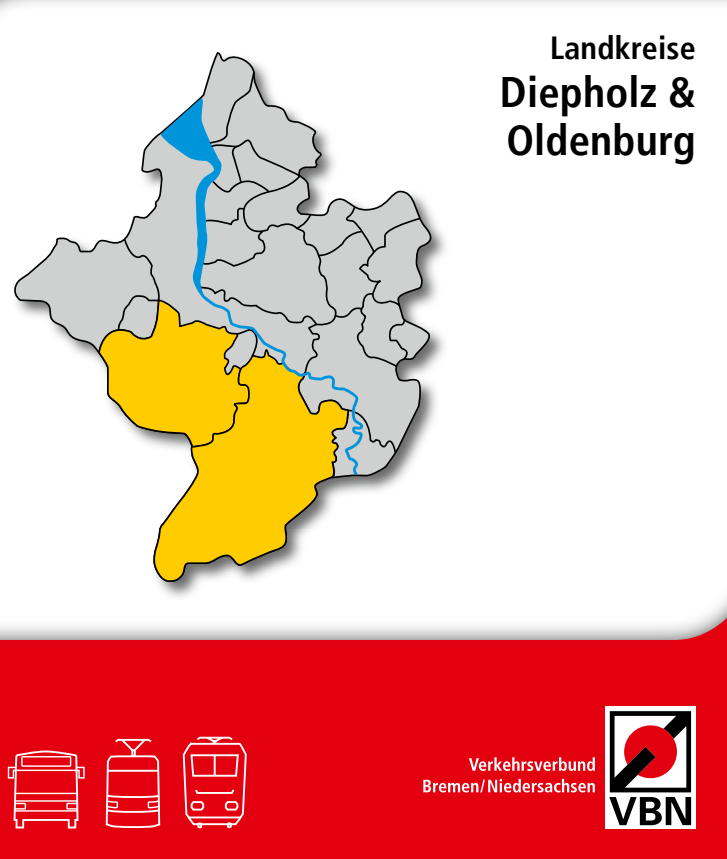 Landkreise
Diepholz &
Oldenburg
Verkehrsverbund
Bremen/Niedersachsen
VBN